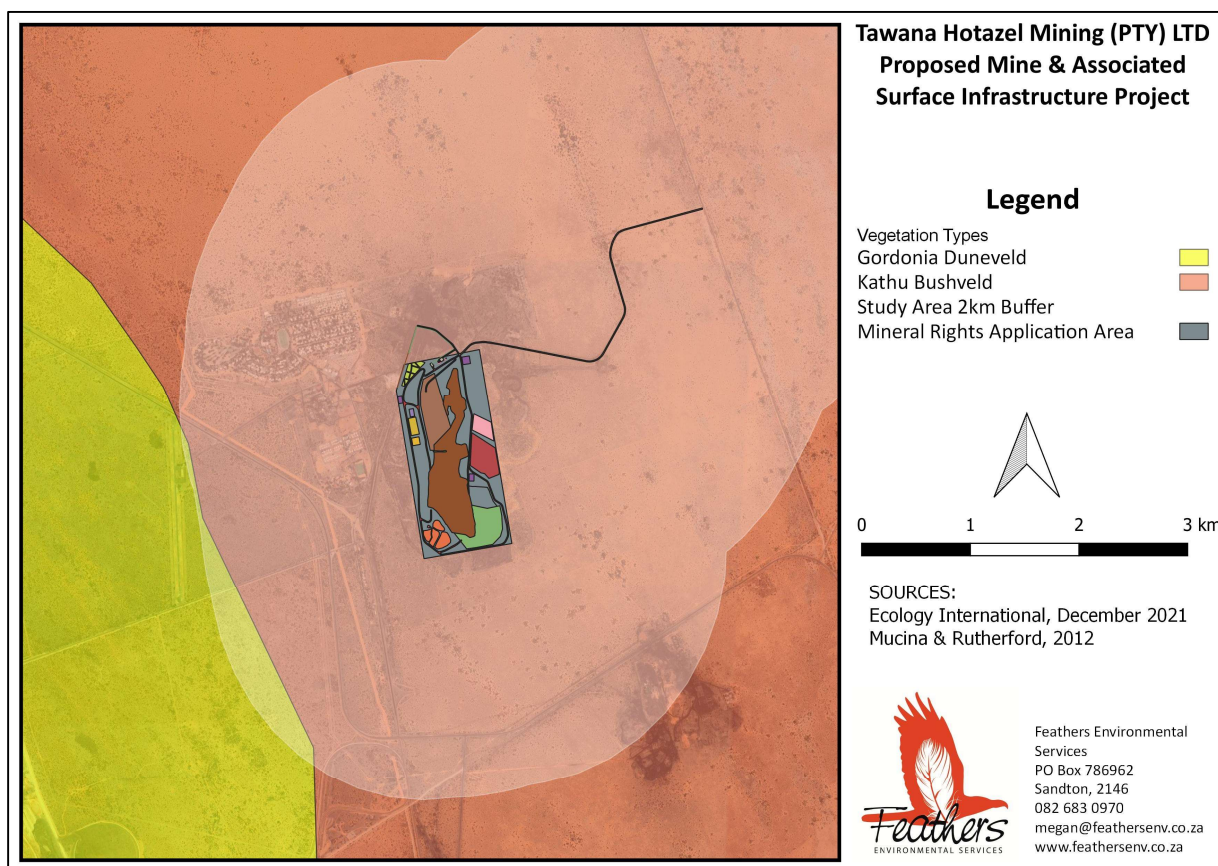 Tawana Hotazel Mining (PTY) LTD
Proposed Mine & Associated
Surface Infrastructure Project
Legend
Vegetation Types
Gordonia Duneveld
Kathu Bushveld
Study Area 2km Buffer
Mineral Rights Application Area
0 1 2 3 km
SOURCES:
Ecology International, December 2021
Mucina & Rutherford, 2012
Feathers
ENVIRONMENTAL SERVICES
Feathers Environmental
Services
PO Box 786962
Sandton, 2146
082 683 0970
megan@feathersenv.co.za
www.feathersenv.co.za